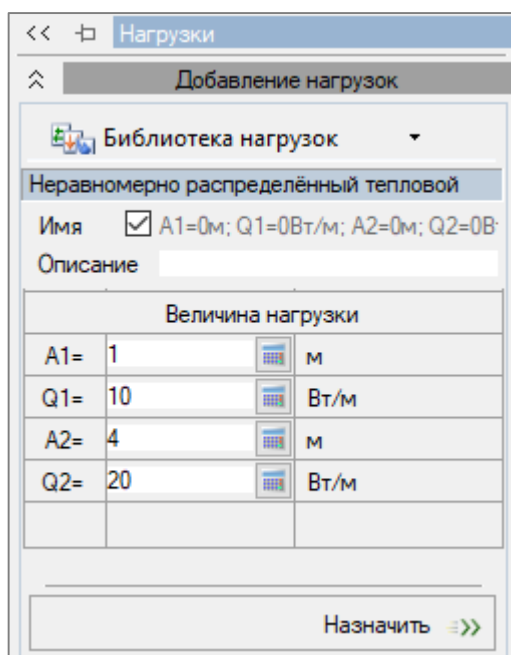 << Нагрузки
Добавление нагрузок
Библиотека нагрузок
Неравномерно распределённый тепловой
Имя A1=0м; Q1=0Вт/м; A2=0м; Q2=0В
Описание
Величина нагрузки
A1= 1 м
Q1= 10 Вт/м
A2= 4 м
Q2= 20 Вт/м
Назначить